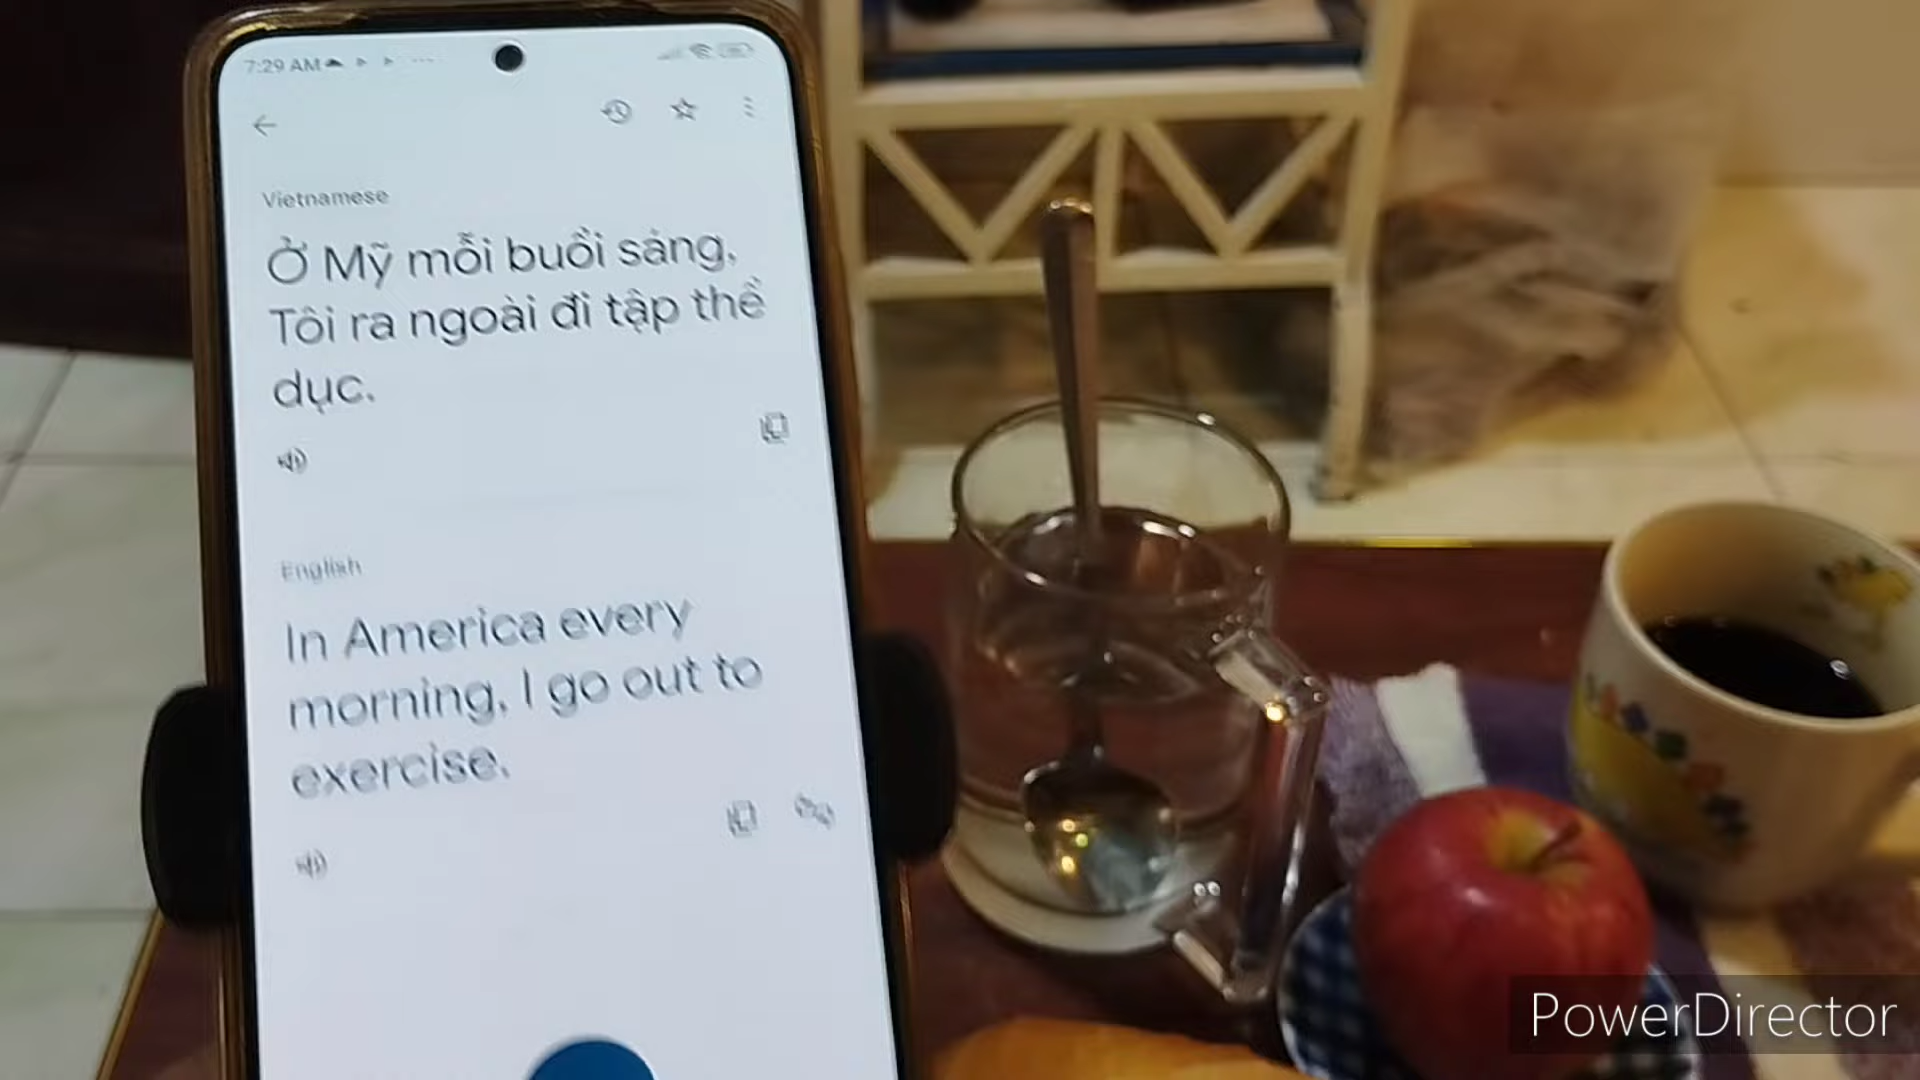 7:29 AM
Vietnamese
Ở Mỹ mỗi buổi sáng,
Tôi ra ngoài đi tập thể
dục.
English
In America every
morning, I go out to
exercise.
PowerDirector